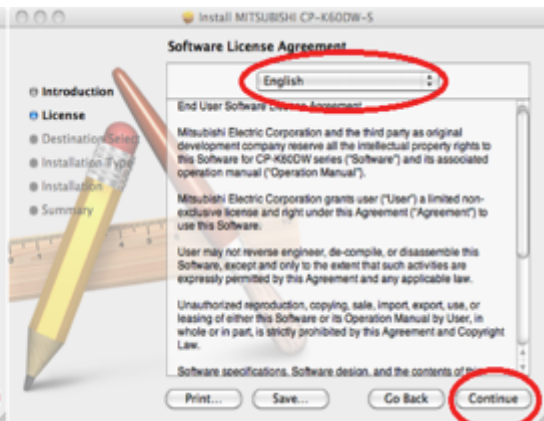 Install MITSUBISHI CP-K60DW-S
Software License Agreement
English
Introduction
License
Destination Select
Installation Type
Installation
Summary
End User Software License Agreement
Mitsubishi Electric Corporation and the third party as original
development company reserve all the intellectual property rights to
this Software for CP-K60DW series ("Software") and its associated
operation manual ("Operation Manual").
Mitsubishi Electric Corporation grants user ("User") a limited non-
exclusive license and right under this Agreement ("Agreement") to
use this Software.
User may not reverse engineer, de-compile, or disassemble this
Software, except and only to the extent that such activities are
expressly permitted by this Agreement and any applicable law.
Unauthorized reproduction, copying, sale, import, export, use, or
leasing of either this Software or its Operation Manual by User, in
whole or in part, is strictly prohibited by this Agreement and Copyright
Law.
Software specifications, Software design, and the contents of this
Print...
Save...
Go Back
Continue